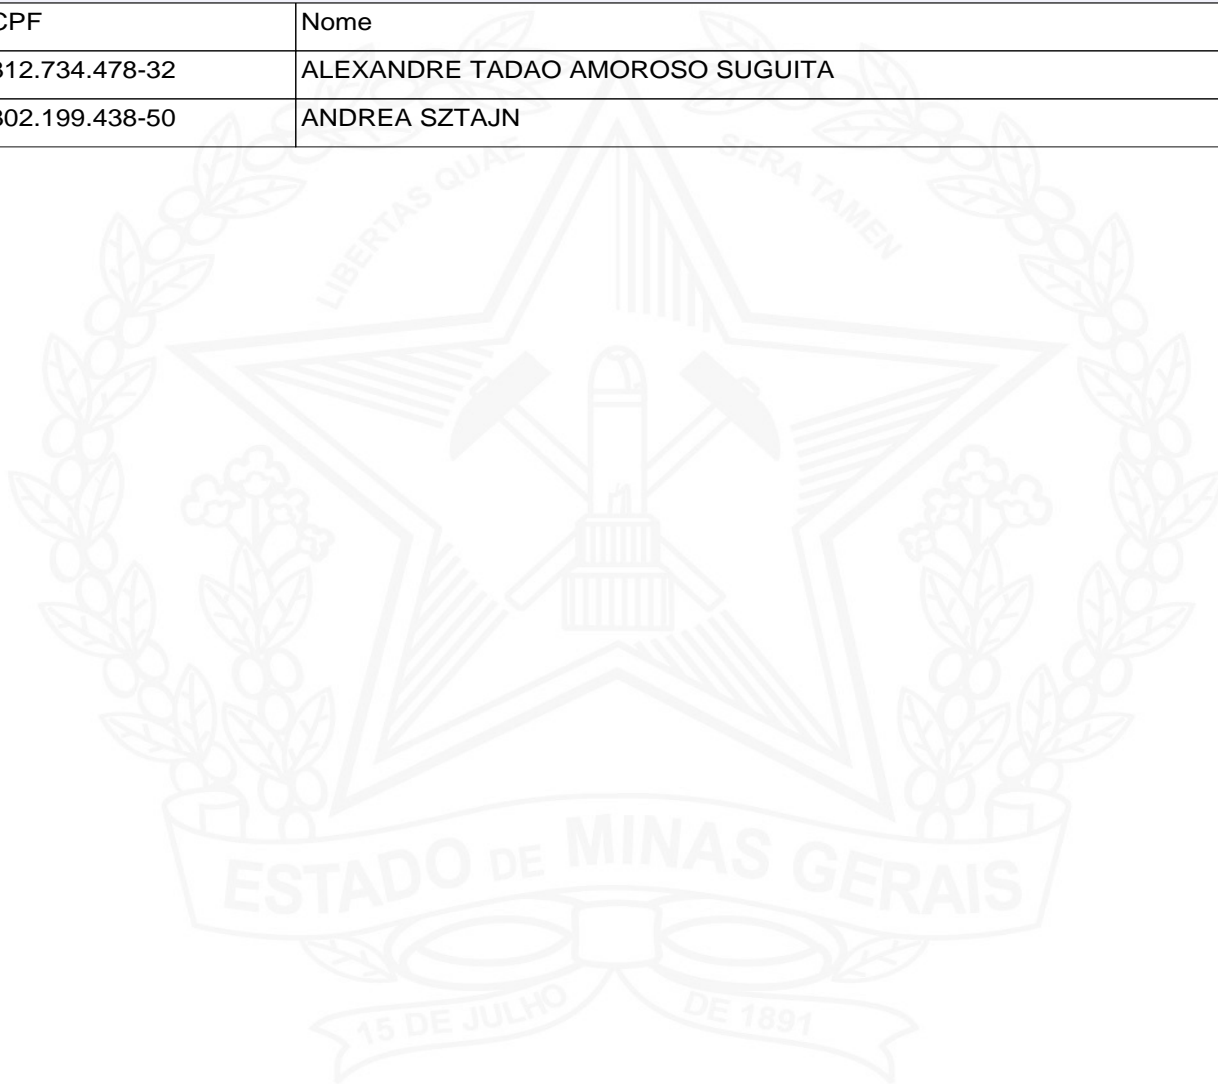 CPF Nome
312.734.478-32 ALEXANDRE TADAO AMOROSO SUGUITA
302.199.438-50 ANDREA SZTAJN
LIBERTAS QUAE SERA TAMEN
ESTADO DE MINAS GERAIS
15 DE JULHO DE 1891